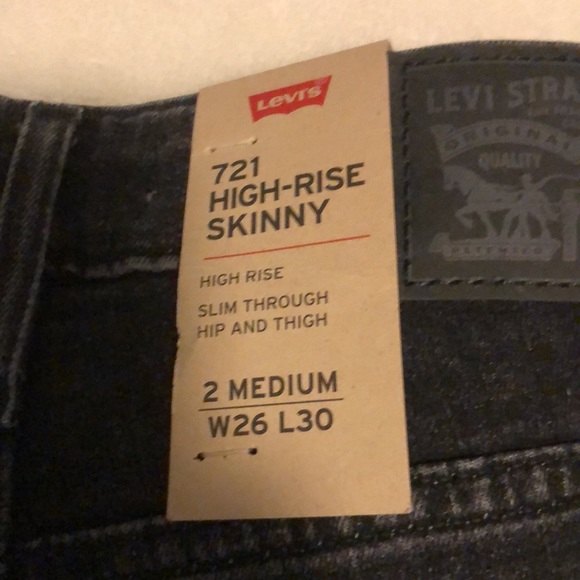 Levi's
721
HIGH-RISE
SKINNY
HIGH RISE
SLIM THROUGH
HIP AND THIGH
2 MEDIUM
W26 L30
LEVI STRA
ORIGINAL
QUALITY